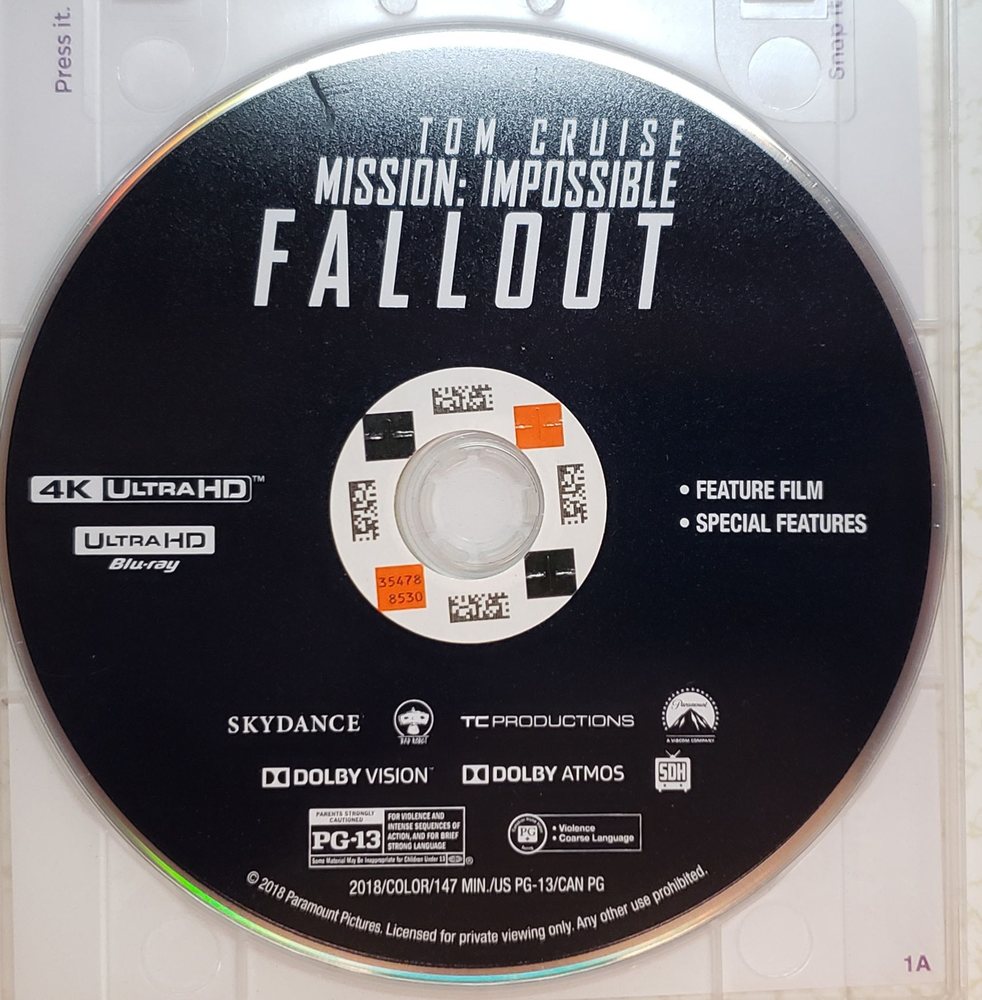 Press it.
Snap it
TOM CRUISE
MISSION: IMPOSSIBLE
FALLOUT
4K ULTRA HD™
ULTRA HD
Blu-ray
• FEATURE FILM
• SPECIAL FEATURES
35478
8530
SKYDANCE
BAD ROBOT
TC PRODUCTIONS
Paramount
A VIACOM COMPANY
DOLBY VISION™
DOLBY ATMOS
SDH
PARENTS STRONGLY CAUTIONED
PG-13
FOR VIOLENCE AND
INTENSE SEQUENCES OF
ACTION, AND FOR BRIEF
STRONG LANGUAGE
Some Material May Be Inappropriate for Children Under 13
®
PG
• Violence
• Coarse Language
2018/COLOR/147 MIN./US PG-13/CAN PG
© 2018 Paramount Pictures. Licensed for private viewing only. Any other use prohibited.
1A